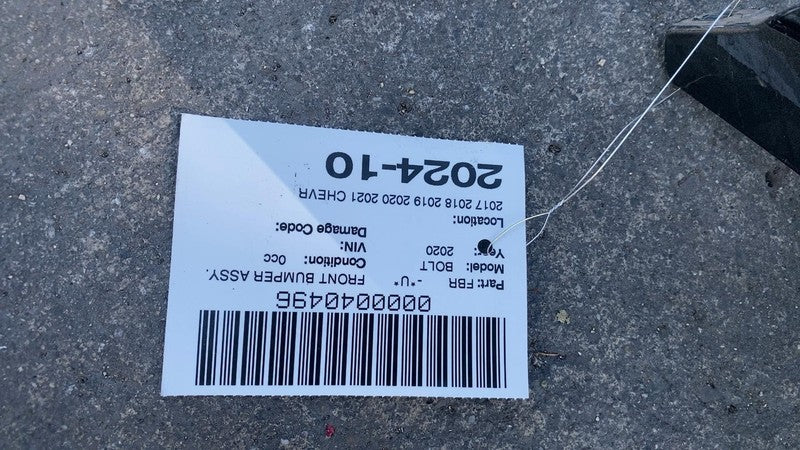 0000040496
Part: FBR -*U* FRONT BUMPER ASSY.
Model: BOLT Condition: 0cc
Year: 2020 VIN:
Damage Code:
Location:
2017 2018 2019 2020 2021 CHEVR
2024-10